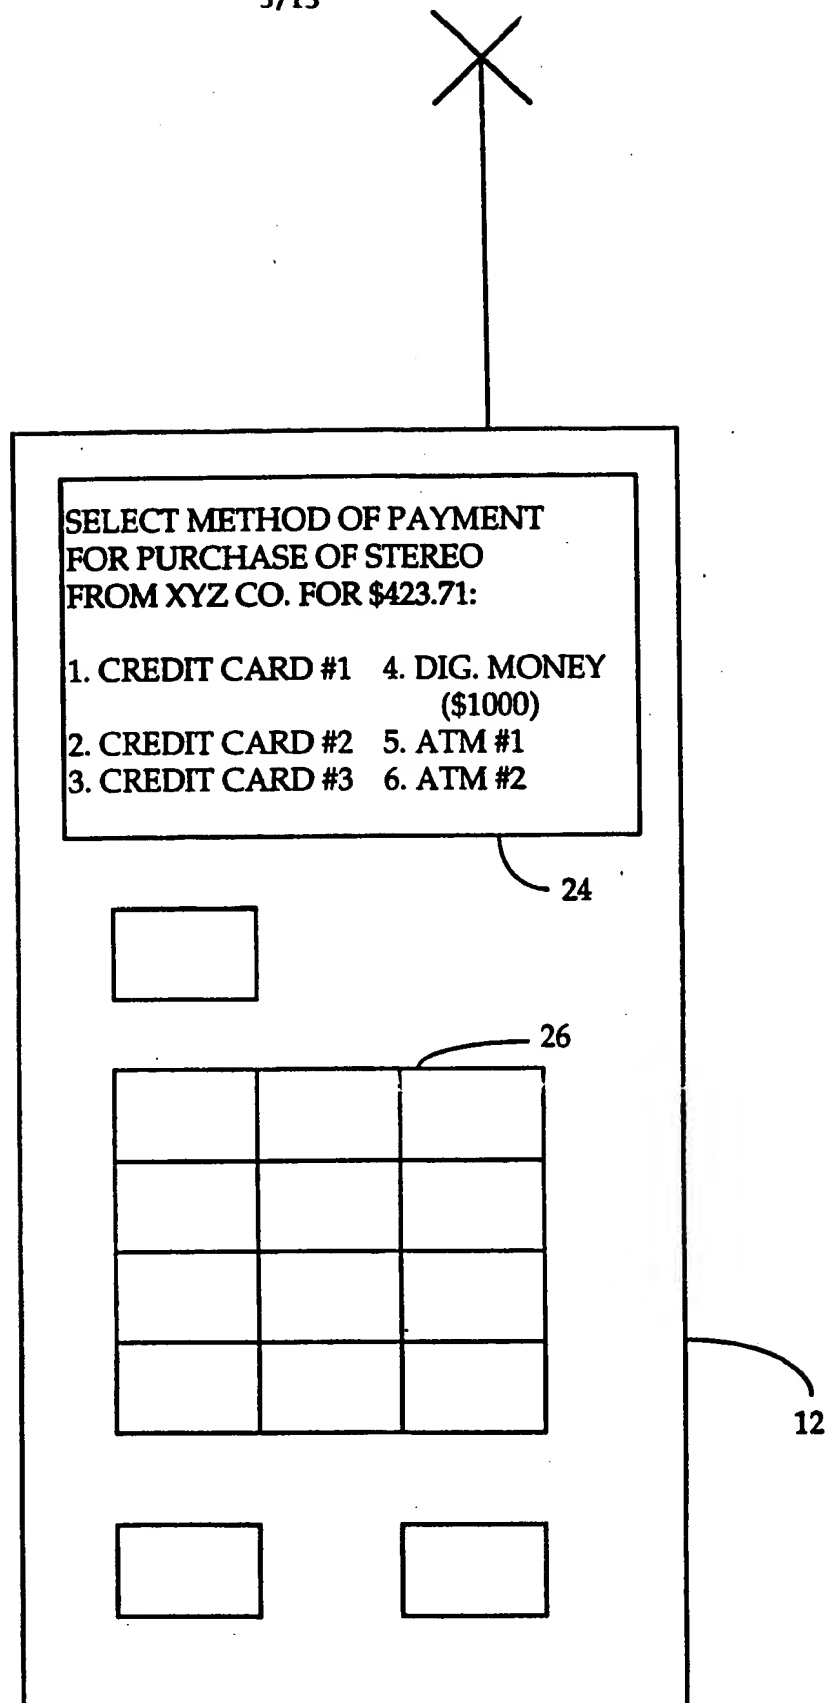 SELECT METHOD OF PAYMENT
FOR PURCHASE OF STEREO
FROM XYZ CO. FOR $423.71:
1. CREDIT CARD #1 4. DIG. MONEY
($1000)
2. CREDIT CARD #2 5. ATM #1
3. CREDIT CARD #3 6. ATM #2
24
26
12